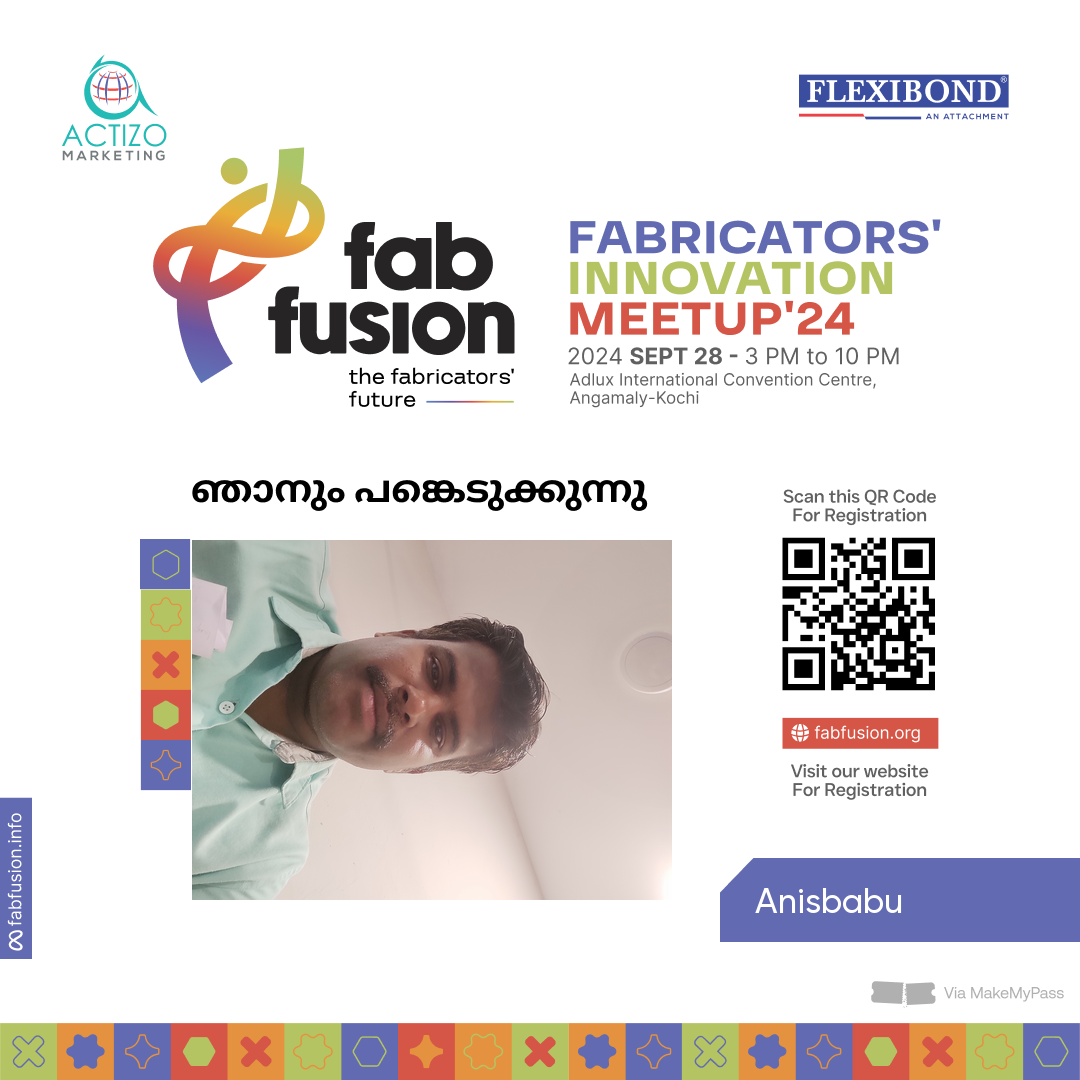 ACTIZO
MARKETING
FLEXIBOND®
AN ATTACHMENT
fab
fusion
the fabricators'
future
FABRICATORS'
INNOVATION
MEETUP'24
2024 SEPT 28 - 3 PM to 10 PM
Adlux International Convention Centre,
Angamaly-Kochi
ഞാനും പങ്കെടുക്കുന്നു
Scan this QR Code
For Registration
fabfusion.org
Visit our website
For Registration
fabfusion.info
Anisbabu
Via MakeMyPass